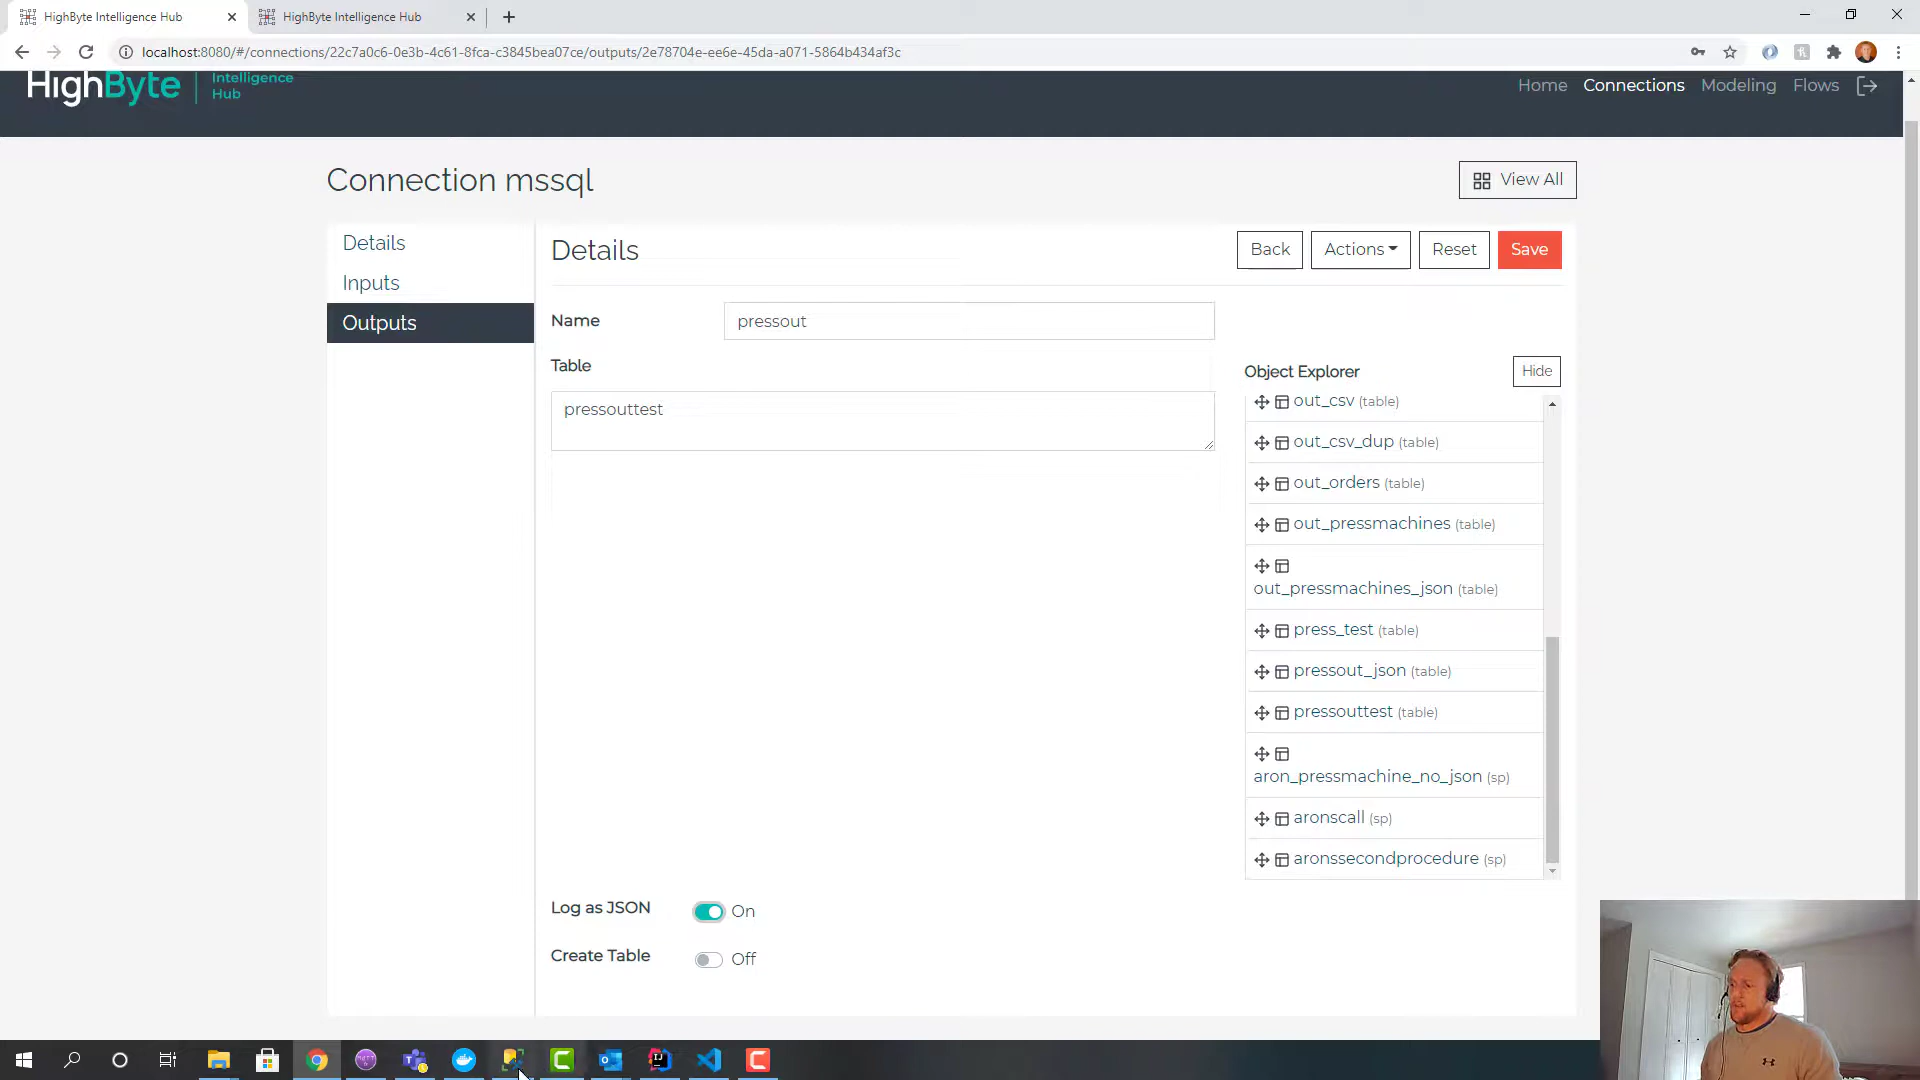 HighByte Intelligence Hub
HighByte Intelligence Hub
localhost:8080/#/connections/22c7a0c6-0e3b-4c61-8fca-c3845bea07ce/outputs/2e78704e-ee6e-45da-a071-5864b434af3c
HighByte
Intelligence
Hub
Home
Connections
Modeling
Flows
Connection mssql
View All
Details
Inputs
Outputs
Details
Back
Actions
Reset
Save
Name
pressout
Table
pressouttest
Object Explorer
Hide
out_csv (table)
out_csv_dup (table)
out_orders (table)
out_pressmachines (table)
out_pressmachines_json (table)
press_test (table)
pressout_json (table)
pressouttest (table)
aron_pressmachine_no_json (sp)
aronscall (sp)
aronssecondprocedure (sp)
Log as JSON
On
Create Table
Off